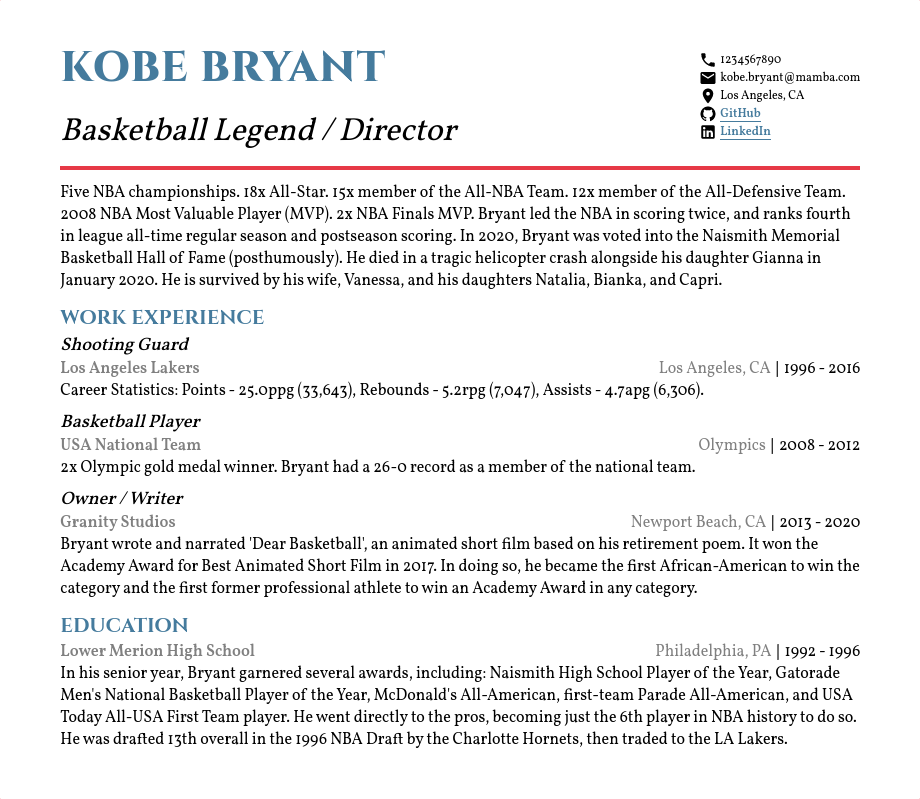 KOBE BRYANT
Basketball Legend / Director
1234567890
kobe.bryant@mamba.com
Los Angeles, CA
GitHub
LinkedIn
Five NBA championships. 18x All-Star. 15x member of the All-NBA Team. 12x member of the All-Defensive Team.
2008 NBA Most Valuable Player (MVP). 2x NBA Finals MVP. Bryant led the NBA in scoring twice, and ranks fourth
in league all-time regular season and postseason scoring. In 2020, Bryant was voted into the Naismith Memorial
Basketball Hall of Fame (posthumously). He died in a tragic helicopter crash alongside his daughter Gianna in
January 2020. He is survived by his wife, Vanessa, and his daughters Natalia, Bianka, and Capri.
WORK EXPERIENCE
Shooting Guard
Los Angeles Lakers Los Angeles, CA | 1996 - 2016
Career Statistics: Points - 25.0ppg (33,643), Rebounds - 5.2rpg (7,047), Assists - 4.7apg (6,306).
Basketball Player
USA National Team Olympics | 2008 - 2012
2x Olympic gold medal winner. Bryant had a 26-0 record as a member of the national team.
Owner / Writer
Granity Studios Newport Beach, CA | 2013 - 2020
Bryant wrote and narrated 'Dear Basketball', an animated short film based on his retirement poem. It won the
Academy Award for Best Animated Short Film in 2017. In doing so, he became the first African-American to win the
category and the first former professional athlete to win an Academy Award in any category.
EDUCATION
Lower Merion High School Philadelphia, PA | 1992 - 1996
In his senior year, Bryant garnered several awards, including: Naismith High School Player of the Year, Gatorade
Men's National Basketball Player of the Year, McDonald's All-American, first-team Parade All-American, and USA
Today All-USA First Team player. He went directly to the pros, becoming just the 6th player in NBA history to do so.
He was drafted 13th overall in the 1996 NBA Draft by the Charlotte Hornets, then traded to the LA Lakers.